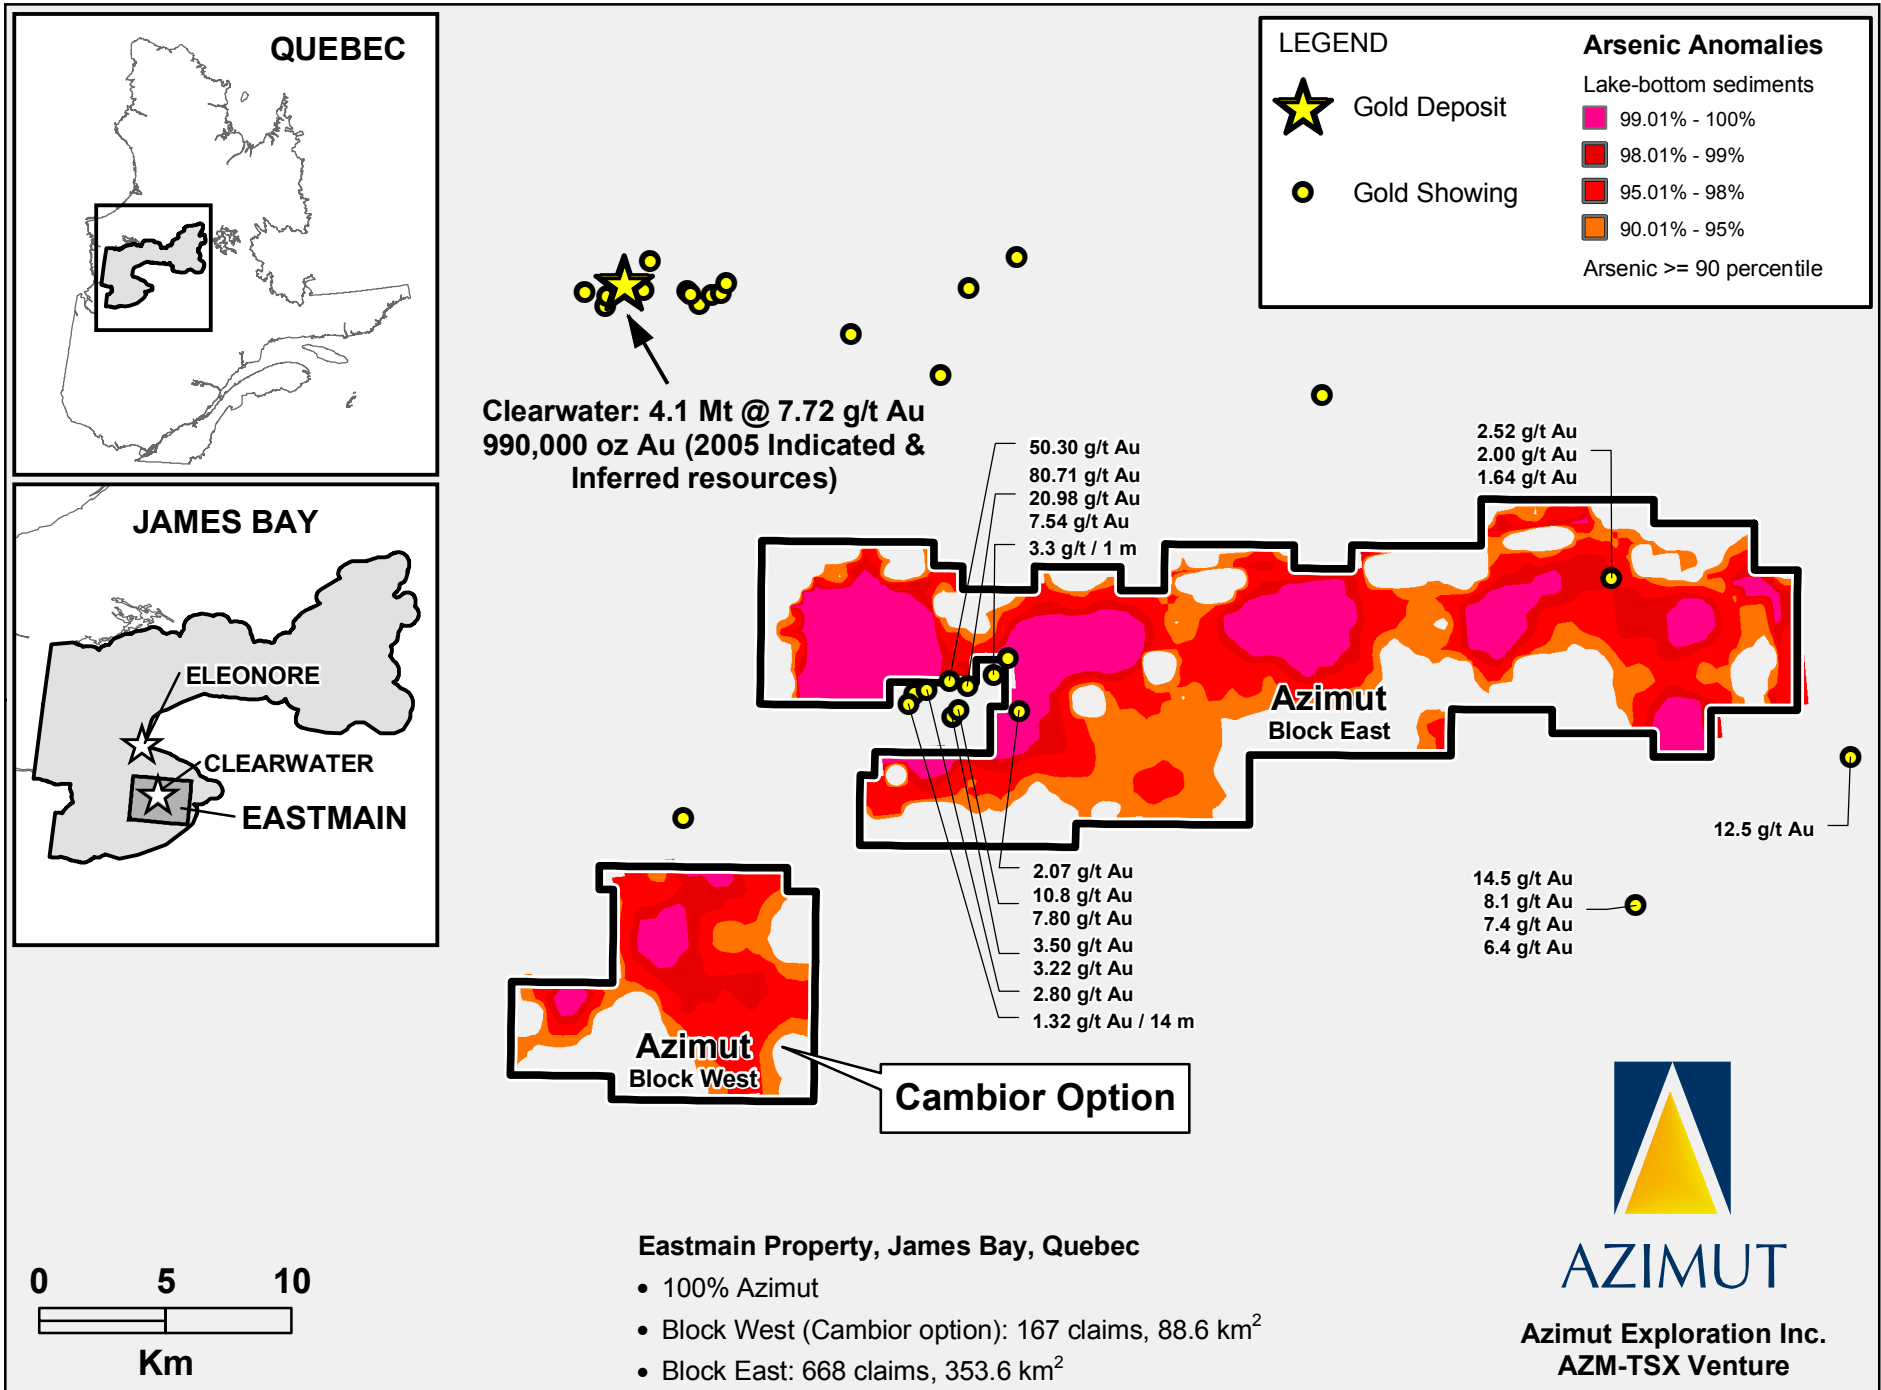 QUEBEC
JAMES BAY
ELEONORE
CLEARWATER
EASTMAIN
LEGEND
Gold Deposit
Gold Showing
Arsenic Anomalies
Lake-bottom sediments
99.01% - 100%
98.01% - 99%
95.01% - 98%
90.01% - 95%
Arsenic >= 90 percentile
Clearwater: 4.1 Mt @ 7.72 g/t Au
990,000 oz Au (2005 Indicated &
Inferred resources)
50.30 g/t Au
80.71 g/t Au
20.98 g/t Au
7.54 g/t Au
3.3 g/t / 1 m
2.52 g/t Au
2.00 g/t Au
1.64 g/t Au
Azimut
Block East
12.5 g/t Au
2.07 g/t Au
10.8 g/t Au
7.80 g/t Au
3.50 g/t Au
3.22 g/t Au
2.80 g/t Au
1.32 g/t Au / 14 m
14.5 g/t Au
8.1 g/t Au
7.4 g/t Au
6.4 g/t Au
Azimut
Block West
Cambior Option
0 5 10
Km
Eastmain Property, James Bay, Quebec
• 100% Azimut
• Block West (Cambior option): 167 claims, 88.6 km²
• Block East: 668 claims, 353.6 km²
AZIMUT
Azimut Exploration Inc.
AZM-TSX Venture